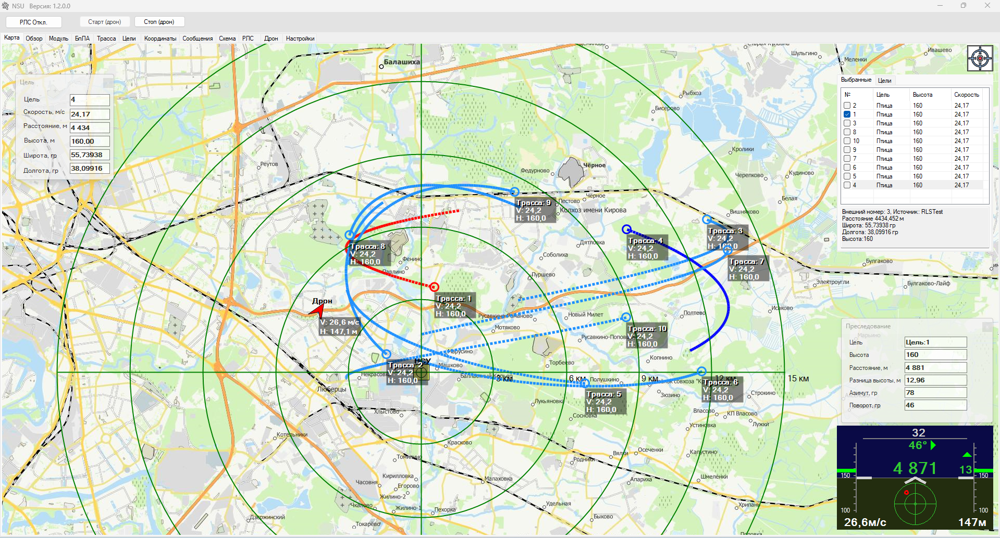 NSU Версия: 1.2.0.0
РЛС Откл.
Старт (дрон)
Стоп (дрон)
Карта Обзор Модуль БпЛА Трасса Цели Координаты Сообщения Схема РЛС Дрон Настройки
Цель
Цель 4
Скорость, м/с 24,17
Расстояние, м 4 434
Высота, м 160,00
Широта, гр 55,73938
Долгота, гр 38,09916
Балашиха
Реутов
Шульгино
Ивашево
Меленки
Рыбхоз
Бисерово
Кролики
Черепково
Кудиново
Белая
Вишняково
Федурново
Чёрное
Чёрное
Пестово
Колхоз имени Кирова
Дятловка
Соболиха
Пуршево
Фенино
Павлино
Русавкино-Романово
Мотяково
Новый Милет
Русавкино-Поповщино
Полтево
Исаково
Электроугли
Булгаково
Булгаково-Лайф
Копнино
Торбеево
Марусино
Машково
Некрасовка
Люберцы
Балластный Карьер
Полушкино
Зюзино
Строкино
Власово
КП Власово
Лужки
Устиновка
Лукьяновка
Сосновка
Хлыстово
Котельники
Красково
Томилино
Вялки
Осеченки
Капустино
Родники
Кирилловка
Часовня
Егорово
Жилино-2
Жилино-1
Малаховка
Апариха
Шмелёнки
Чкалово
Пехорка
Удельная
Хрипань
Дзержинский
Токарёво
Быково
Трасса: 9
V: 24,2
H: 160,0
Трасса: 8
V: 24,2
H: 160,0
Трасса: 4
V: 24,2
H: 160,0
Трасса: 3
V: 24,2
H: 160,0
Трасса: 7
V: 24,2
H: 160,0
Трасса: 1
V: 24,2
H: 160,0
Дрон
V: 26,6 м/с
H: 147,1 м
Трасса: 10
V: 24,2
H: 160,0
НСУ
Трасса: 2
V: 24,2
H: 160,0
Трасса: 5
V: 24,2
H: 160,0
Трасса: 6
V: 24,2
H: 160,0
3 км 6 км 9 км 12 км 15 км
Выбранные Цели
№ Цель Высота Скорость
2 Птица 160 24,17
1 Птица 160 24,17
3 Птица 160 24,17
8 Птица 160 24,17
10 Птица 160 24,17
9 Птица 160 24,17
7 Птица 160 24,17
6 Птица 160 24,17
5 Птица 160 24,17
4 Птица 160 24,17
Внешний номер: 3, Источник: RLSTest
Расстояние 4434,452 м
Широта: 55,73938 гр
Долгота: 38,09916 гр
Высота:160
Преследование
Цель Цель:1
Высота 160
Расстояние, м 4 881
Разница высоты, м 12,96
Азимут, гр 78
Поворот, гр 46
32
46°
4 871 13
150 150
100 100
26,6м/с 147м